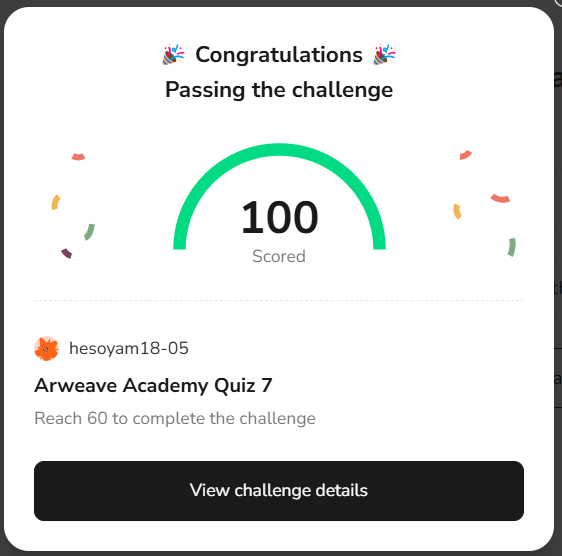 🎉 Congratulations 🎉
Passing the challenge
100
Scored
hesoyam18-05
Arweave Academy Quiz 7
Reach 60 to complete the challenge
View challenge details